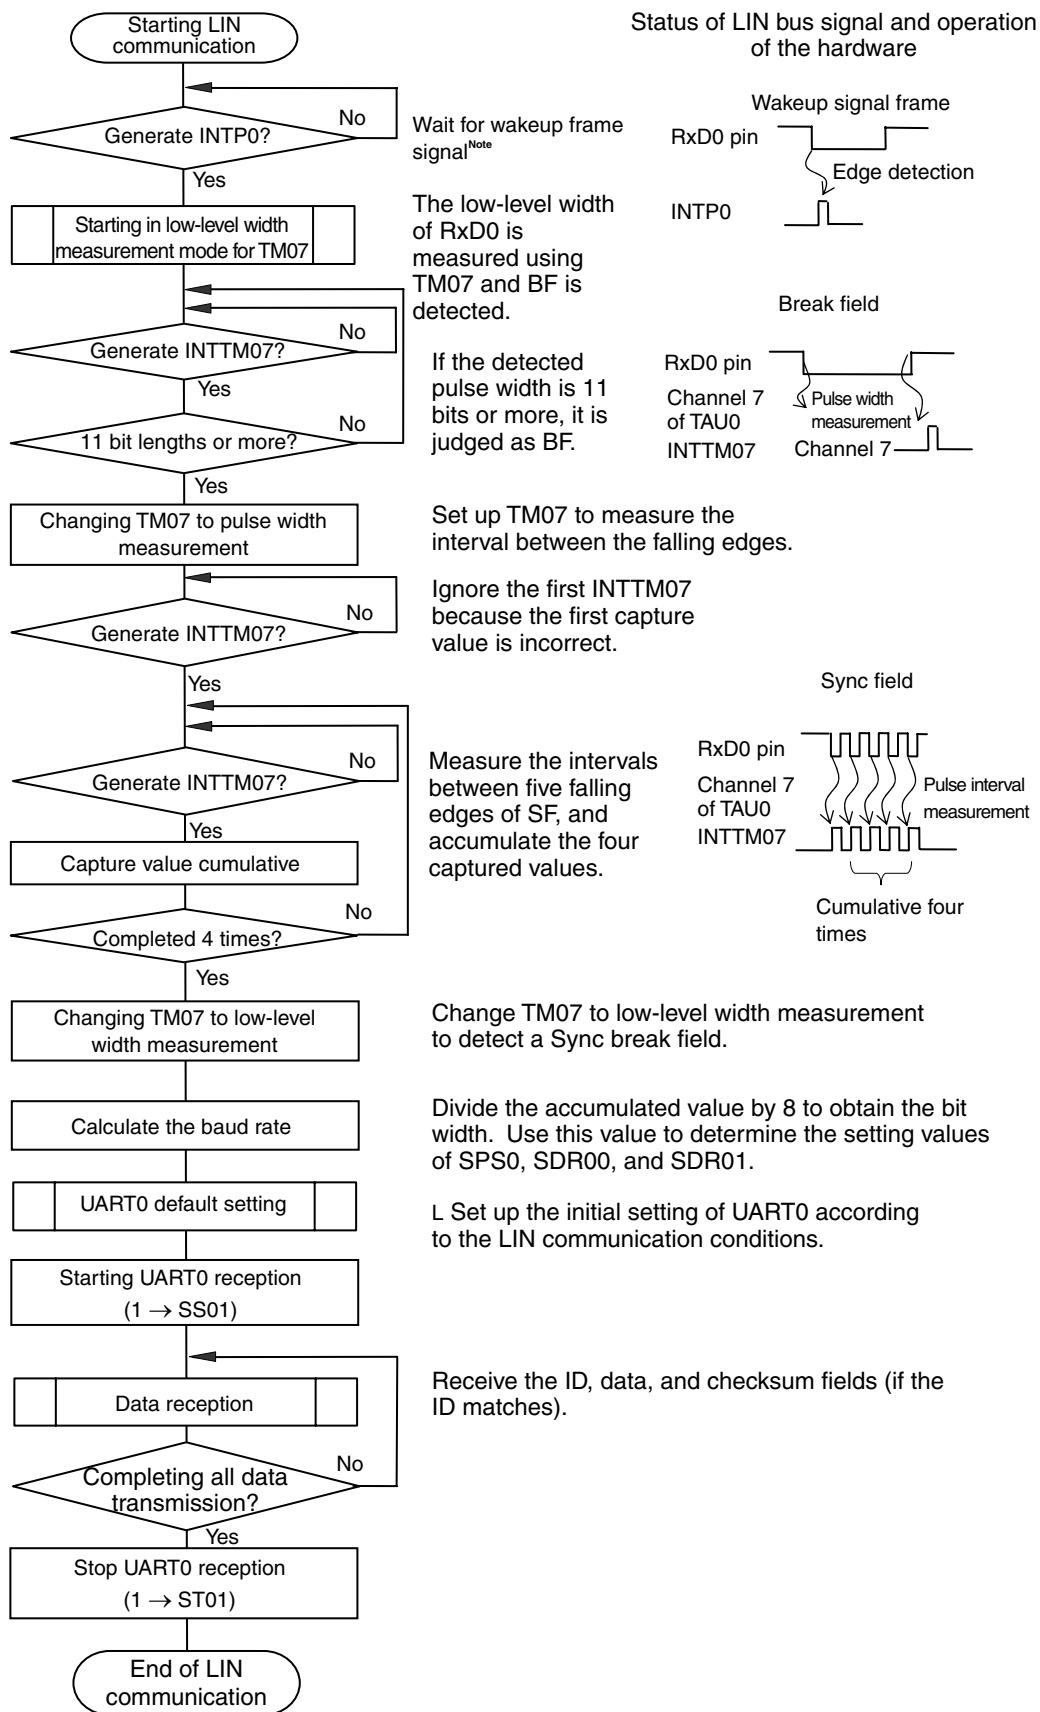 Starting LIN
communication
Status of LIN bus signal and operation
of the hardware
Generate INTP0?
No
Yes
Wait for wakeup frame
signalNote
Wakeup signal frame
RxD0 pin
Edge detection
INTP0
Starting in low-level width
measurement mode for TM07
The low-level width
of RxD0 is
measured using
TM07 and BF is
detected.
Generate INTTM07?
No
Yes
Break field
RxD0 pin
Channel 7
of TAU0
Pulse width
measurement
INTTM07
Channel 7
11 bit lengths or more?
No
Yes
If the detected
pulse width is 11
bits or more, it is
judged as BF.
Changing TM07 to pulse width
measurement
Set up TM07 to measure the
interval between the falling edges.
Generate INTTM07?
No
Yes
Ignore the first INTTM07
because the first capture
value is incorrect.
Sync field
RxD0 pin
Channel 7
of TAU0
Pulse interval
measurement
INTTM07
Cumulative four
times
Generate INTTM07?
No
Yes
Measure the intervals
between five falling
edges of SF, and
accumulate the four
captured values.
Capture value cumulative
Completed 4 times?
No
Yes
Changing TM07 to low-level
width measurement
Change TM07 to low-level width measurement
to detect a Sync break field.
Calculate the baud rate
Divide the accumulated value by 8 to obtain the bit
width. Use this value to determine the setting values
of SPS0, SDR00, and SDR01.
UART0 default setting
L Set up the initial setting of UART0 according
to the LIN communication conditions.
Starting UART0 reception
(1 → SS01)
Data reception
Receive the ID, data, and checksum fields (if the
ID matches).
Completing all data
transmission?
No
Yes
Stop UART0 reception
(1 → ST01)
End of LIN
communication